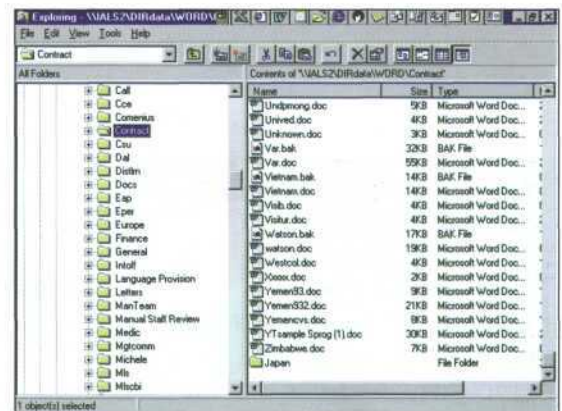 Exploring - \\IALS2\DIRdata\WORD\C
File Edit View Tools Help
Contract
All Folders
Contents of '\\IALS2\DIRdata\WORD\Contract'
Call
Cce
Comenius
Contract
Csu
Dal
Distlrn
Docs
Eap
Eper
Europe
Finance
General
Intoff
Language Provision
Letters
ManTeam
Manual Staff Review
Medic
Mgtcomm
Michele
Mls
Mlscbi
Name Size Type
Undpmong.doc 5KB Microsoft Word Doc...
Unived.doc 4KB Microsoft Word Doc...
Unknown.doc 3KB Microsoft Word Doc...
Var.bak 32KB BAK File
Var.doc 55KB Microsoft Word Doc...
Vietnam.bak 14KB BAK File
Vietnam.doc 14KB Microsoft Word Doc...
Visib.doc 4KB Microsoft Word Doc...
Visitur.doc 4KB Microsoft Word Doc...
Watson.bak 17KB BAK File
watson.doc 19KB Microsoft Word Doc...
Westcol.doc 4KB Microsoft Word Doc...
Xxxxx.doc 2KB Microsoft Word Doc...
Yemen93.doc 9KB Microsoft Word Doc...
Yemen932.doc 21KB Microsoft Word Doc...
Yemencvs.doc 8KB Microsoft Word Doc...
YTsample Sprog (1).doc 30KB Microsoft Word Doc...
Zimbabwe.doc 7KB Microsoft Word Doc...
Japan File Folder
1 object(s) selected